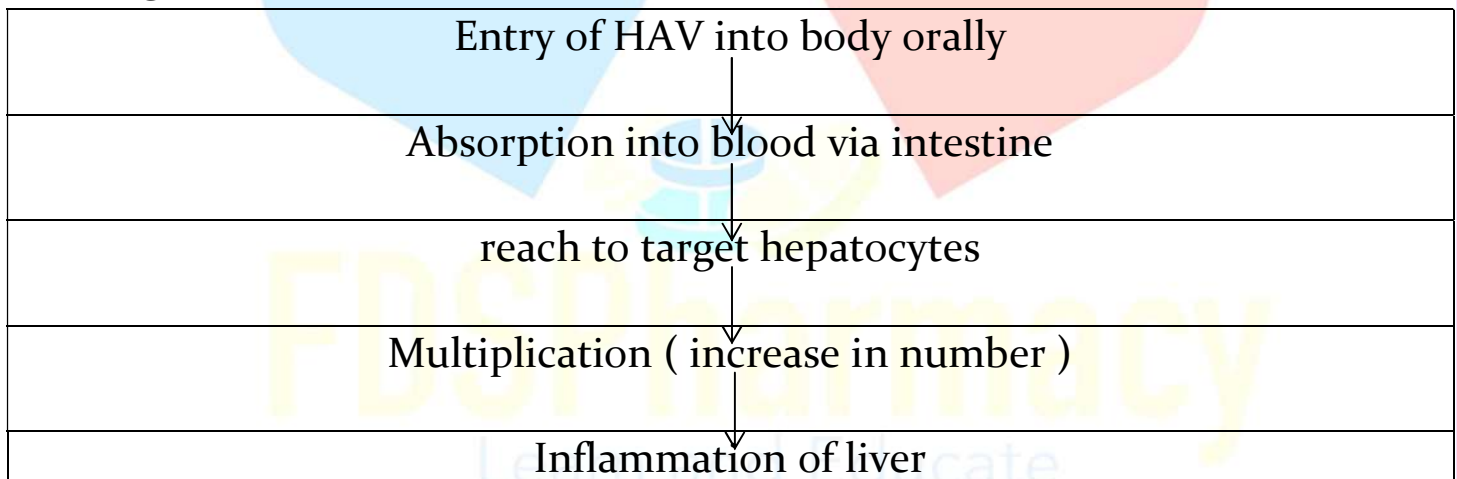 Entry of HAV into body orally
Absorption into blood via intestine
reach to target hepatocytes
Multiplication ( increase in number )
Inflammation of liver
FDSPharmacy